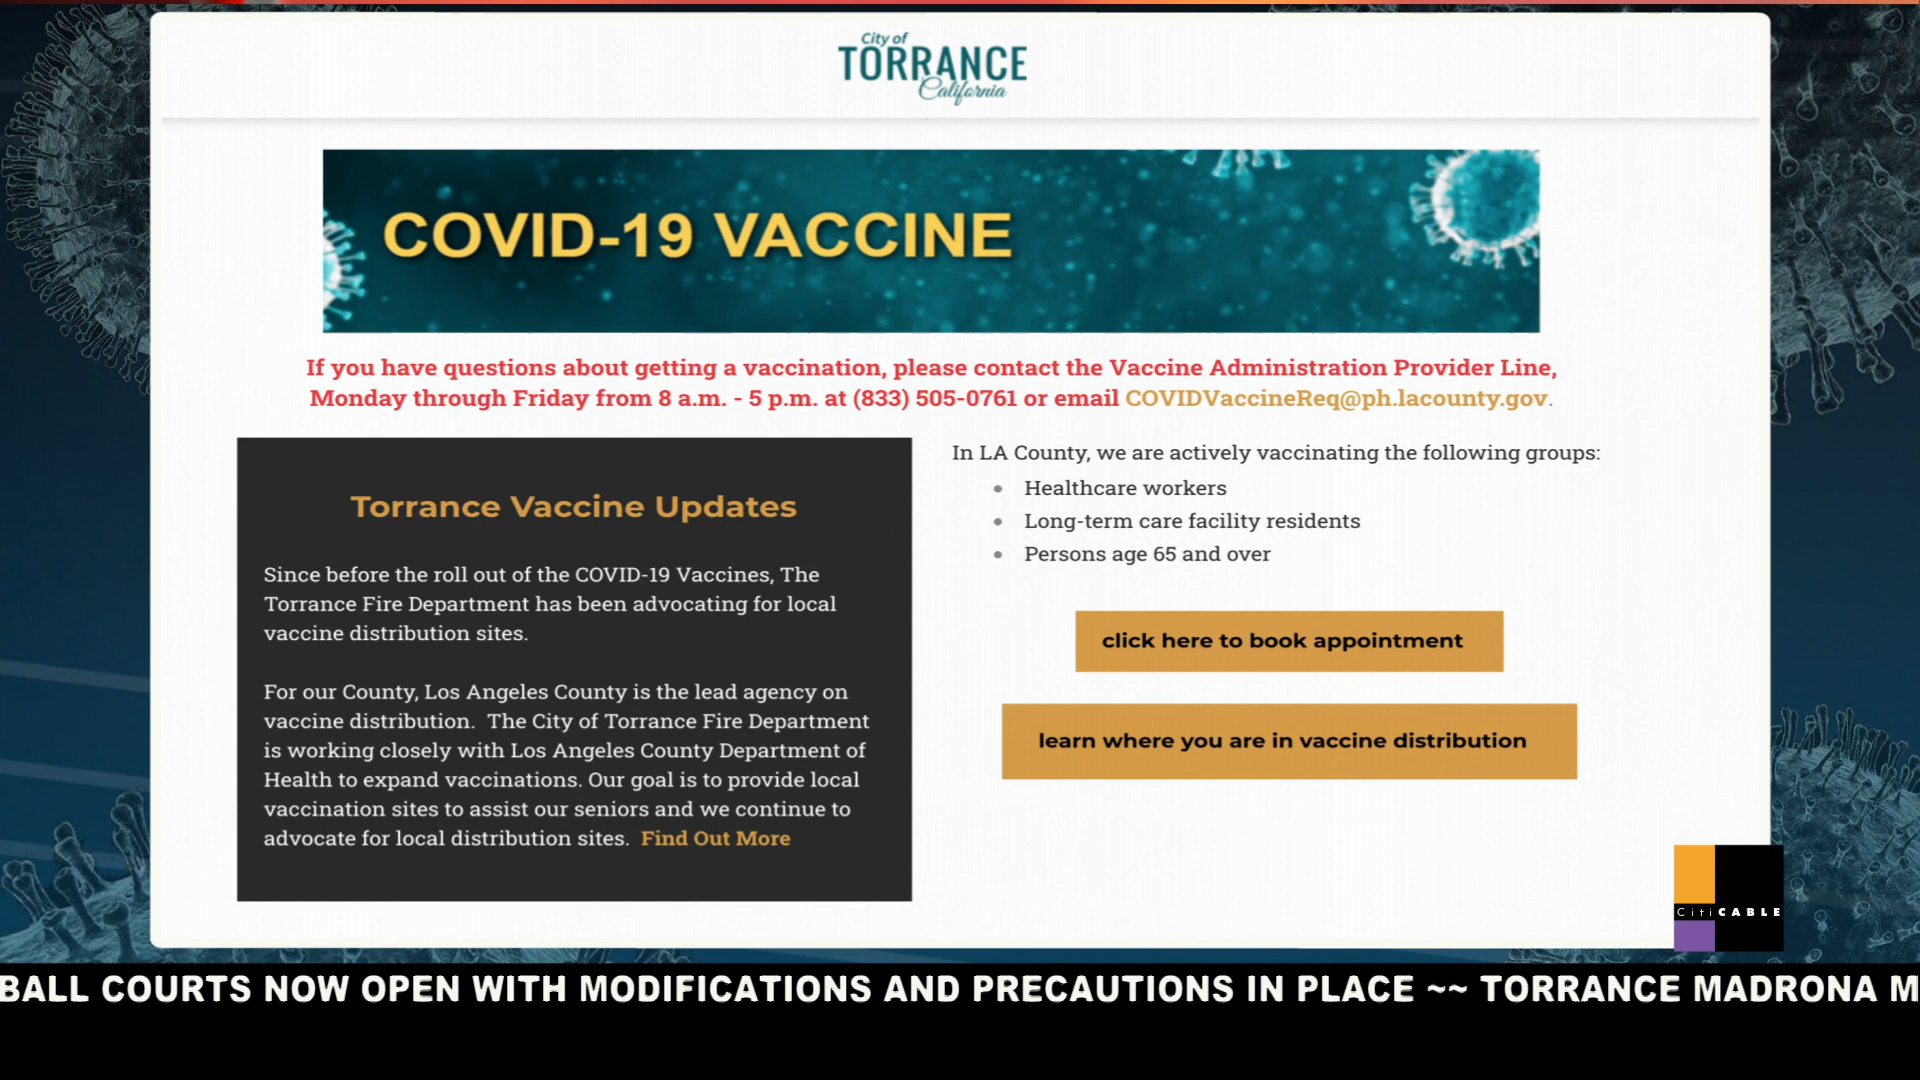 City of
TORRANCE
California
COVID-19 VACCINE
If you have questions about getting a vaccination, please contact the Vaccine Administration Provider Line,
Monday through Friday from 8 a.m. - 5 p.m. at (833) 505-0761 or email COVIDVaccineReq@ph.lacounty.gov.
Torrance Vaccine Updates
Since before the roll out of the COVID-19 Vaccines, The
Torrance Fire Department has been advocating for local
vaccine distribution sites.
For our County, Los Angeles County is the lead agency on
vaccine distribution.  The City of Torrance Fire Department
is working closely with Los Angeles County Department of
Health to expand vaccinations. Our goal is to provide local
vaccination sites to assist our seniors and we continue to
advocate for local distribution sites.  Find Out More
In LA County, we are actively vaccinating the following groups:
• Healthcare workers
• Long-term care facility residents
• Persons age 65 and over
click here to book appointment
learn where you are in vaccine distribution
CitiCABLE
BALL COURTS NOW OPEN WITH MODIFICATIONS AND PRECAUTIONS IN PLACE ~~ TORRANCE MADRONA M